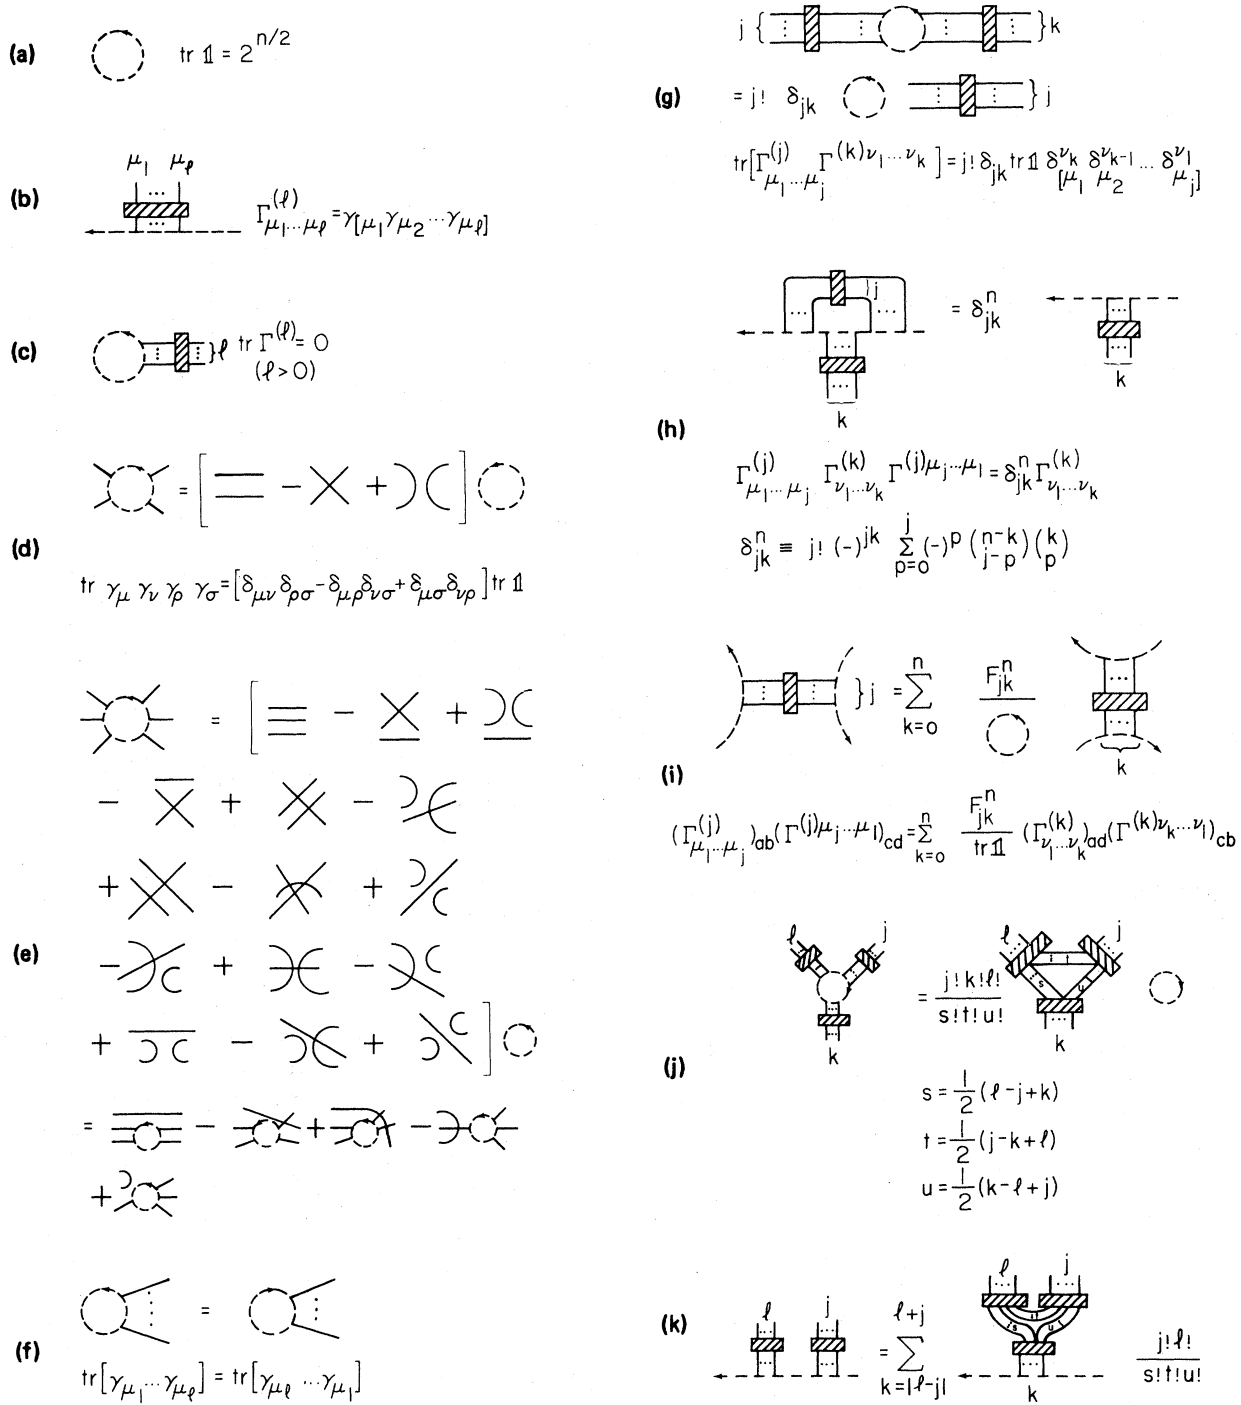 (a) tr 𝟙 = 2^{n/2}
μ_1 μ_ℓ
...
(b) Γ^{(ℓ)}_{μ_1...μ_ℓ} = γ_{[μ_1}γ_{μ_2}...γ_{μ_ℓ]}
(c) }ℓ tr Γ^{(ℓ)} = 0
(ℓ>0)
= [ − + ]
(d)
tr γ_μ γ_ν γ_ρ γ_σ = [δ_{μν}δ_{ρσ} − δ_{μρ}δ_{νσ} + δ_{μσ}δ_{νρ}] tr 𝟙
= [ − +
− + −
+ − +
(e) − + −
+ − + ]
= − + −
+
=
(f)
tr[γ_{μ_1}...γ_{μ_ℓ}] = tr[γ_{μ_ℓ}...γ_{μ_1}]
j { }k
(g) = j! δ_{jk} }j
tr[Γ^{(j)}_{μ_1...μ_j} Γ^{(k)ν_1...ν_k}] = j! δ_{jk} tr 𝟙 δ^{ν_k}_{[μ_1} δ^{ν_{k-1}}_{μ_2} ... δ^{ν_1}_{μ_j]}
}j = δ^n_{jk}
k k
(h)
Γ^{(j)}_{μ_1...μ_j} Γ^{(k)}_{ν_1...ν_k} Γ^{(j)μ_j...μ_1} = δ^n_{jk} Γ^{(k)}_{ν_1...ν_k}
δ^n_{jk} ≡ j! (−)^{jk} Σ_{p=0}^{j} (−)^p (n−k j−p) (k p)
}j = Σ_{k=0}^{n} F^n_{jk}
k
(i)
(Γ^{(j)}_{μ_1...μ_j})_{ab} (Γ^{(j)μ_j...μ_1})_{cd} = Σ_{k=0}^{n} F^n_{jk}/tr 𝟙 (Γ^{(k)}_{ν_1...ν_k})_{ad} (Γ^{(k)ν_k...ν_1})_{cb}
ℓ j ℓ j
= j! k! ℓ!/s! t! u! s t u
k k
(j)
s = 1/2 (ℓ−j+k)
t = 1/2 (j−k+ℓ)
u = 1/2 (k−ℓ+j)
ℓ j ℓ j
(k) = Σ_{k=|ℓ−j|}^{ℓ+j} s t u j! ℓ!/s! t! u!
k